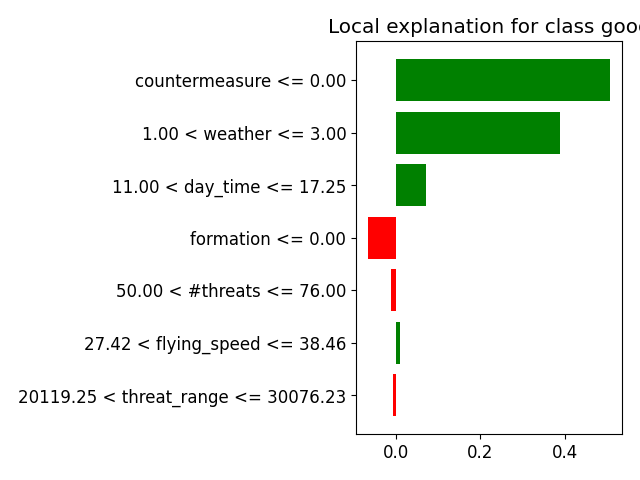 Local explanation for class good
countermeasure <= 0.00
1.00 < weather <= 3.00
11.00 < day_time <= 17.25
formation <= 0.00
50.00 < #threats <= 76.00
27.42 < flying_speed <= 38.46
20119.25 < threat_range <= 30076.23
0.0 0.2 0.4